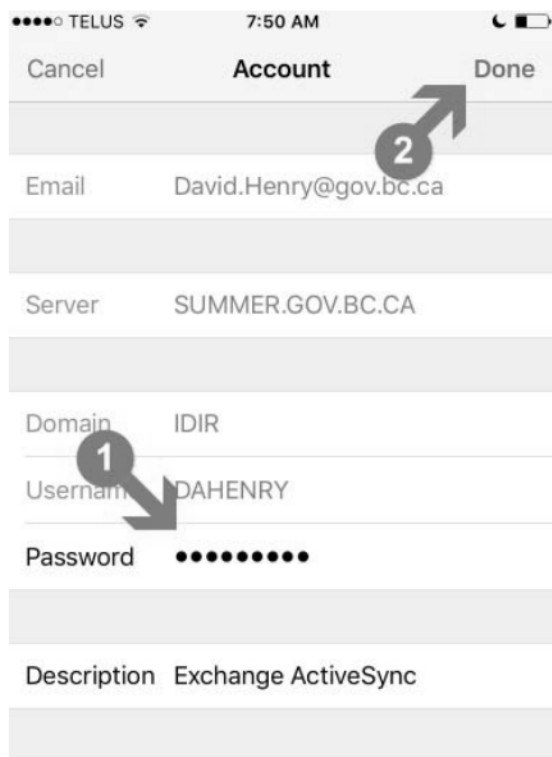 TELUS 7:50 AM
Cancel Account Done
2
Email David.Henry@gov.bc.ca
Server SUMMER.GOV.BC.CA
Domain IDIR
1
Username DAHENRY
Password •••••••••
Description Exchange ActiveSync